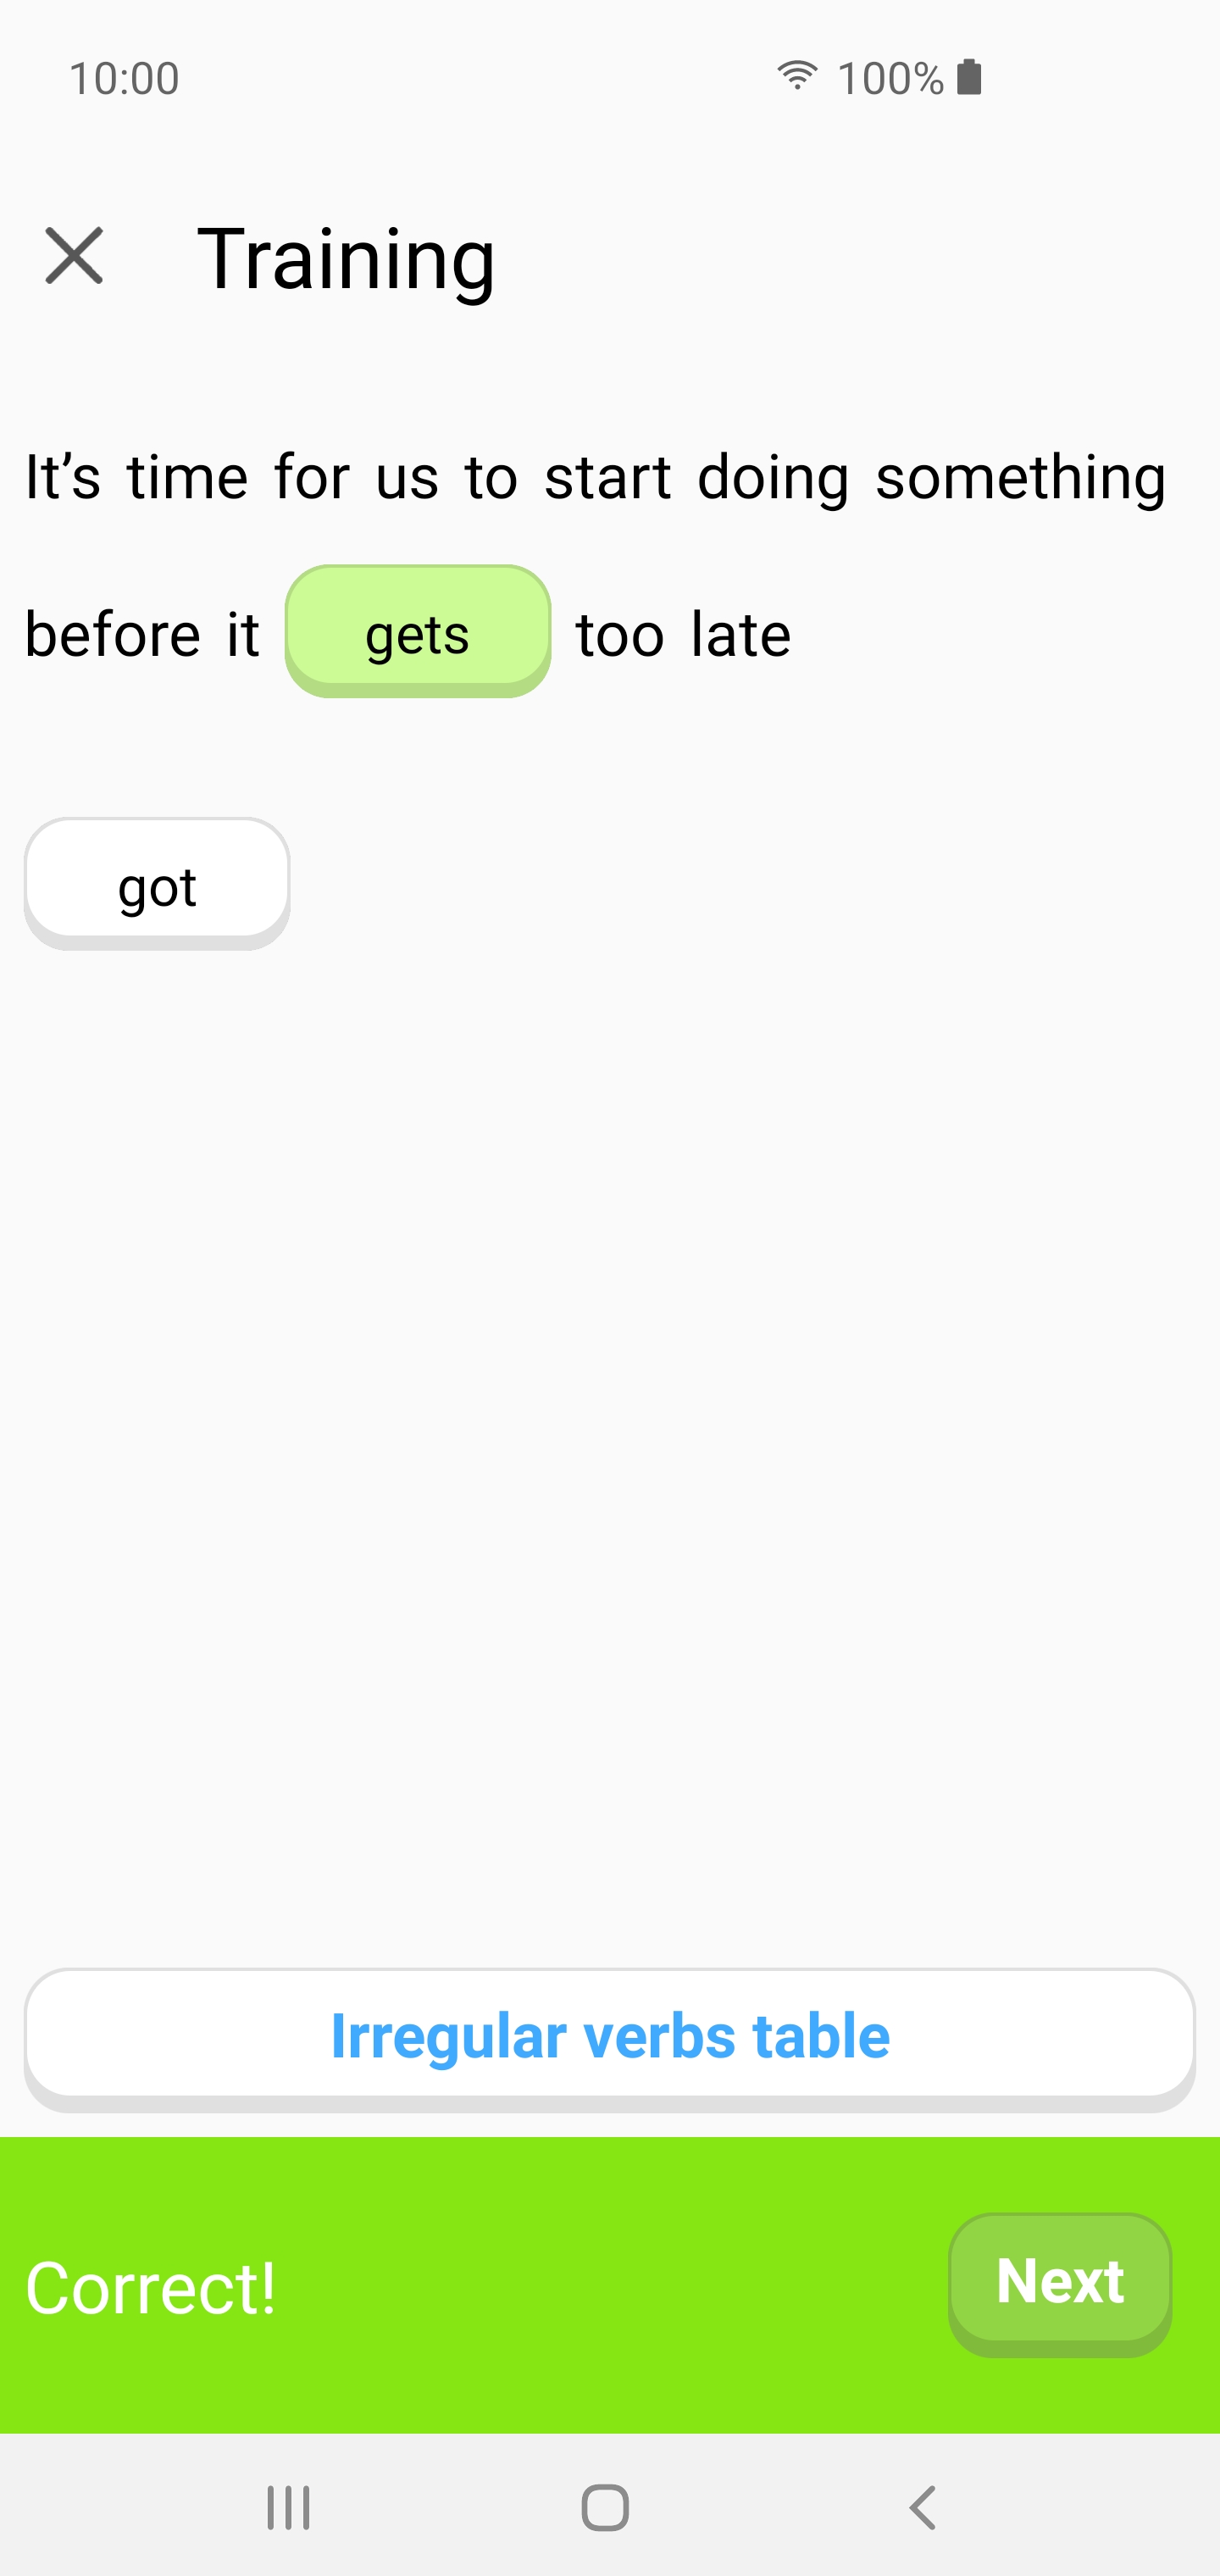 10:00 100%
Training
It’s time for us to start doing something
before it gets too late
got
Irregular verbs table
Correct! Next